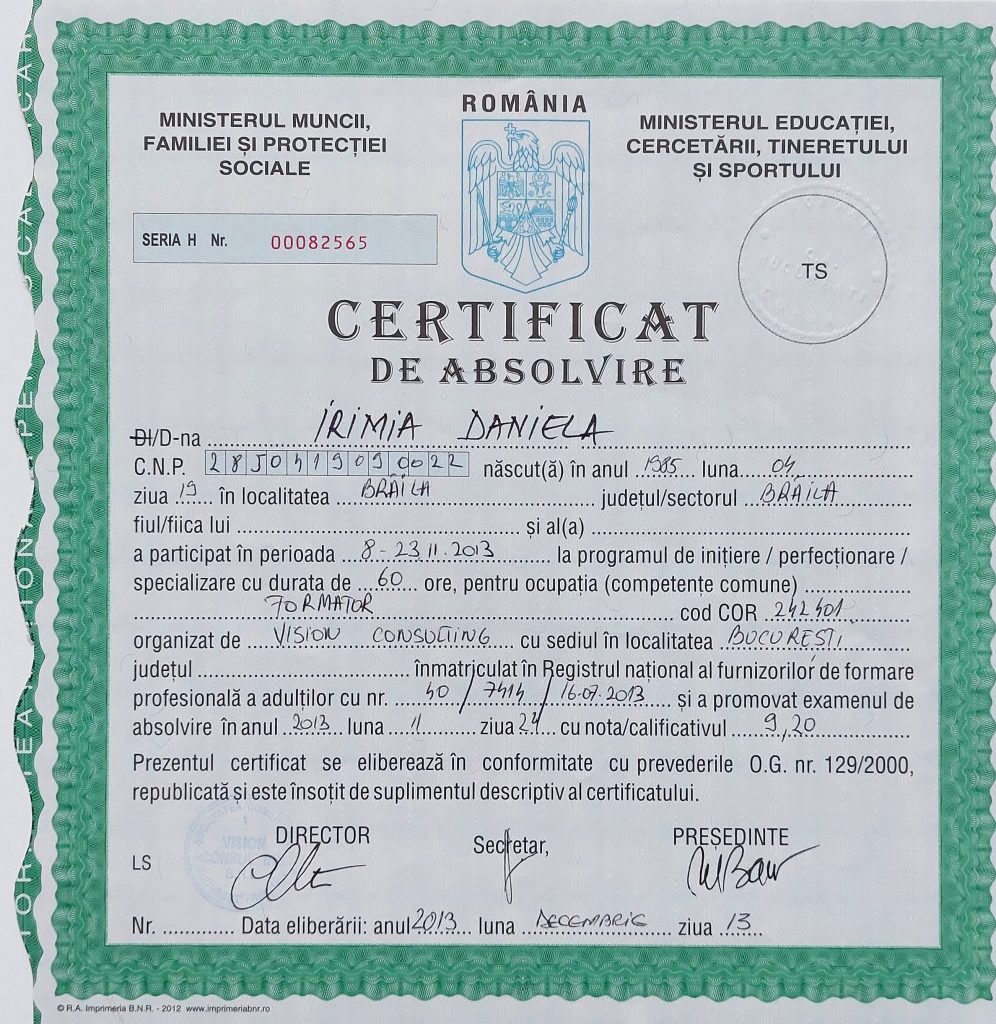 ROMÂNIA
MINISTERUL MUNCII,
FAMILIEI ȘI PROTECȚIEI
SOCIALE
MINISTERUL EDUCAȚIEI,
CERCETĂRII, TINERETULUI
ȘI SPORTULUI
SERIA H Nr. 00082565
TS
CERTIFICAT
DE ABSOLVIRE
Dl/D-na IRIMIA DANIELA
C.N.P. 2850419090022 născut(ă) în anul 1985 luna 04
ziua 19 în localitatea BRĂILA județul/sectorul BRĂILA
fiul/fiica lui ........ și al(a) ........
a participat în perioada 8-23 11.2013 la programul de inițiere / perfecționare /
specializare cu durata de 60 ore, pentru ocupația (competențe comune) ........
FORMATOR cod COR 242401
organizat de VISION CONSULTING cu sediul în localitatea BUCUREȘTI
județul ........ înmatriculat în Registrul național al furnizorilor de formare
profesională a adulților cu nr. 40/7414/16.07.2013 și a promovat examenul de
absolvire în anul 2013 luna 11 ziua 24 cu nota/calificativul 9,20
Prezentul certificat se eliberează în conformitate cu prevederile O.G. nr. 129/2000,
republicată și este însoțit de suplimentul descriptiv al certificatului.
DIRECTOR
Secretar,
PREȘEDINTE
LS
VISION
Nr. ............. Data eliberării: anul 2013 luna DECEMBRIE ziua 13
© R.A. Imprimeria B.N.R. - 2012 www.imprimeriabnr.ro